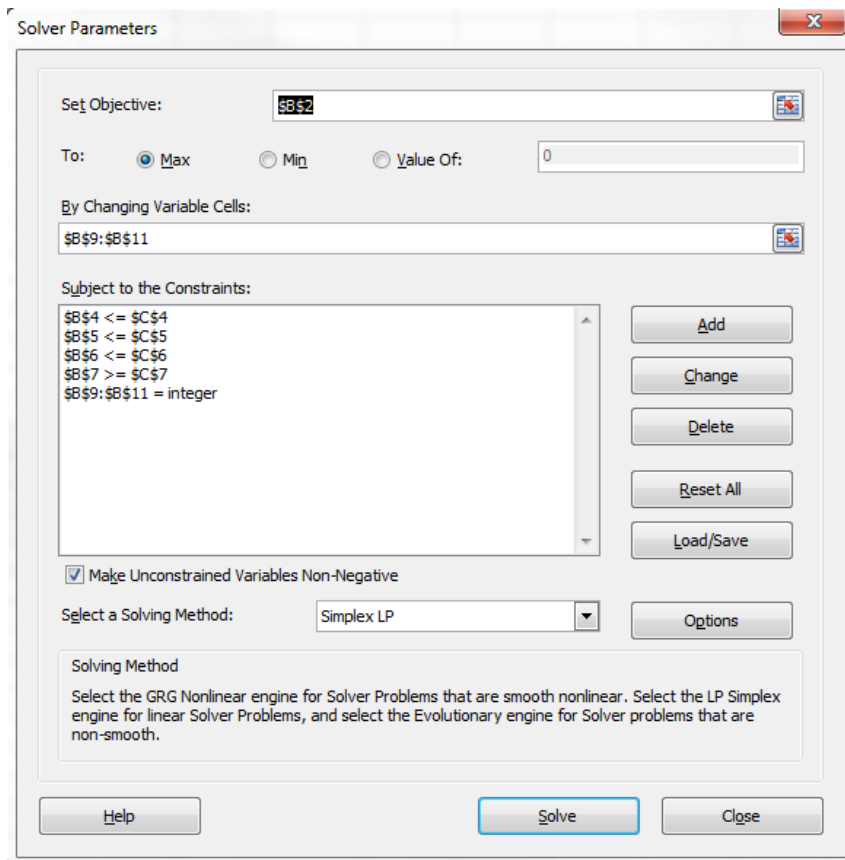 Solver Parameters
X
Set Objective:
$B$2
To:
Max
Min
Value Of:
0
By Changing Variable Cells:
$B$9:$B$11
Subject to the Constraints:
$B$4 <= $C$4
$B$5 <= $C$5
$B$6 <= $C$6
$B$7 >= $C$7
$B$9:$B$11 = integer
Add
Change
Delete
Reset All
Load/Save
Make Unconstrained Variables Non-Negative
Select a Solving Method:
Simplex LP
Options
Solving Method
Select the GRG Nonlinear engine for Solver Problems that are smooth nonlinear. Select the LP Simplex
engine for linear Solver Problems, and select the Evolutionary engine for Solver problems that are
non-smooth.
Help
Solve
Close